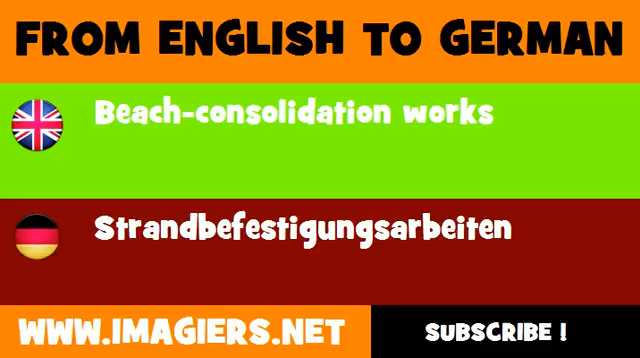 FROM ENGLISH TO GERMAN
Beach-consolidation works
Strandbefestigungsarbeiten
WWW.IMAGIERS.NET
SUBSCRIBE !